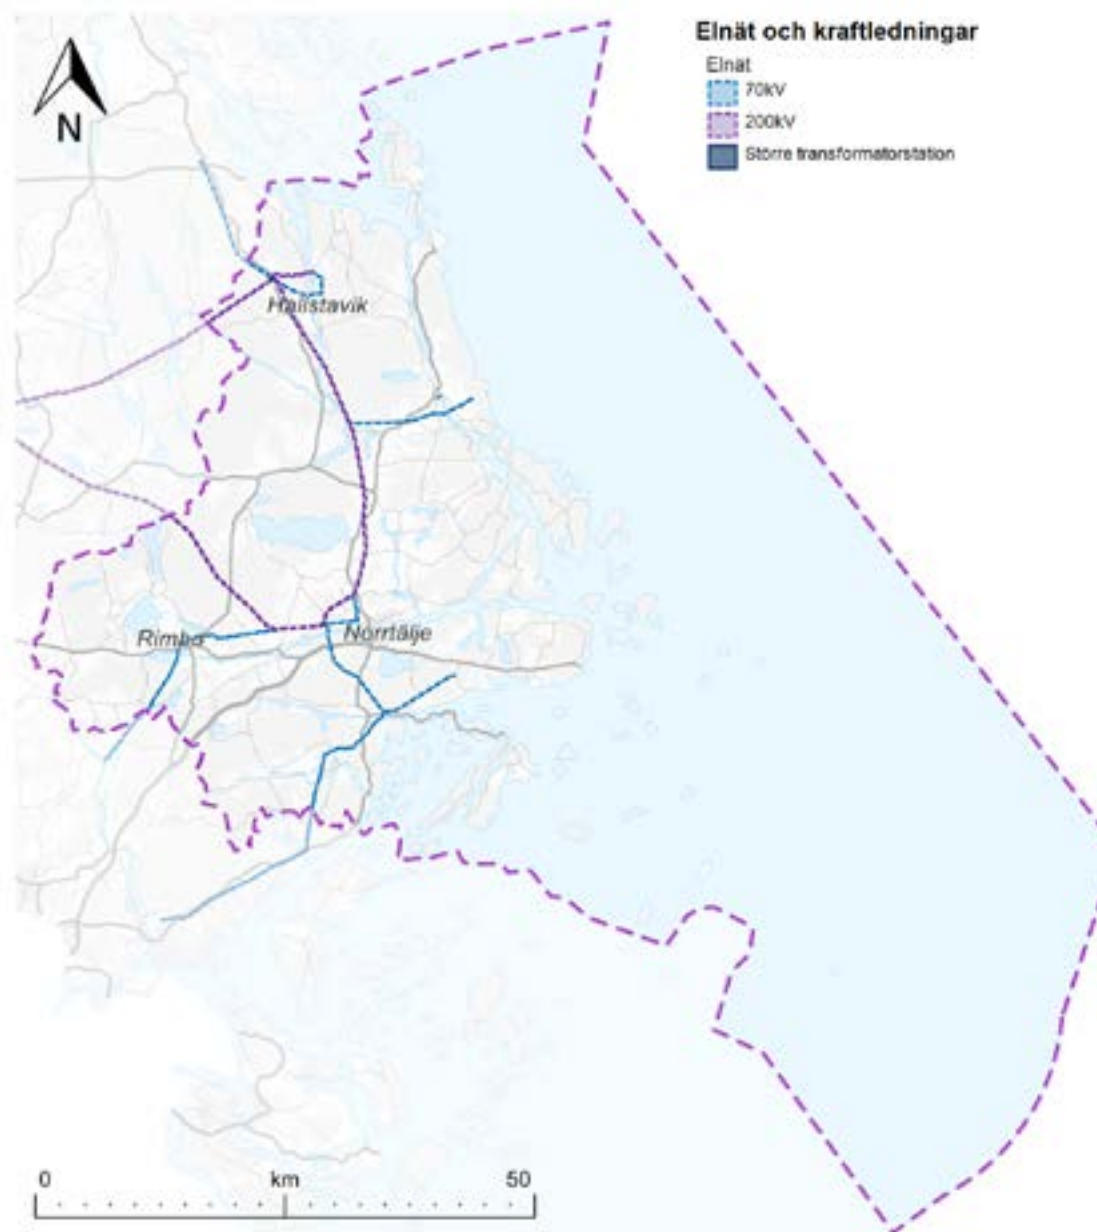 Elnät och kraftledningar
Elnät
70kV
200kV
Större transformatorstation
N
Hallstavik
Rimbo
Norrtälje
0 km 50